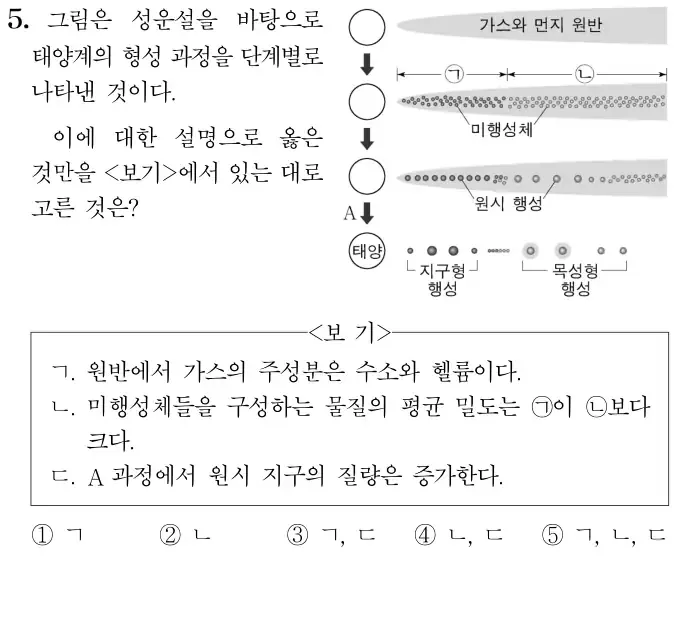 5. 그림은 성운설을 바탕으로
태양계의 형성 과정을 단계별로
나타낸 것이다.
이에 대한 설명으로 옳은
것만을 <보기>에서 있는 대로
고른 것은?
가스와 먼지 원반
㉠ ㉡
미행성체
원시 행성
A
태양
지구형
행성
목성형
행성
<보 기>
ㄱ. 원반에서 가스의 주성분은 수소와 헬륨이다.
ㄴ. 미행성체들을 구성하는 물질의 평균 밀도는 ㉠이 ㉡보다
크다.
ㄷ. A 과정에서 원시 지구의 질량은 증가한다.
① ㄱ ② ㄴ ③ ㄱ, ㄷ ④ ㄴ, ㄷ ⑤ ㄱ, ㄴ, ㄷ